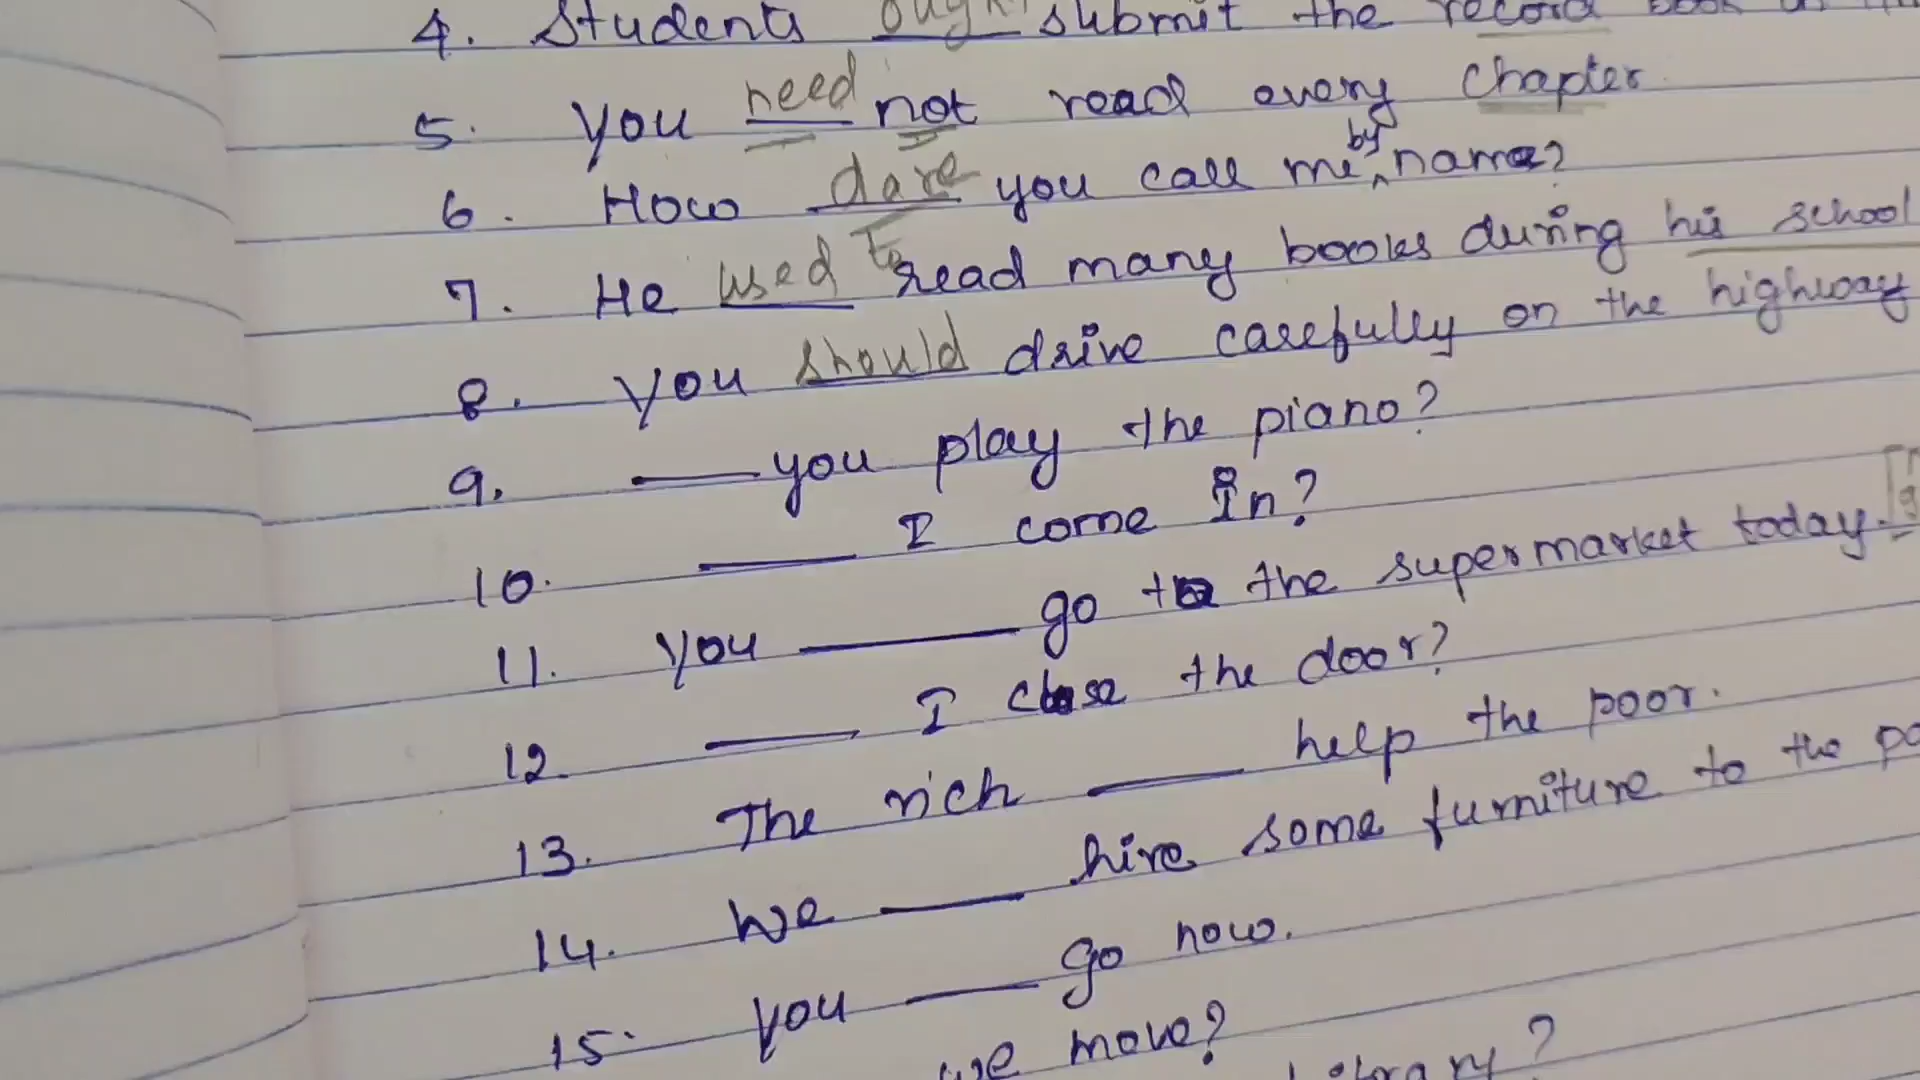 4. Students ought submit the record book
5. You need not read every chapter
6. How dare you call me by name?
7. He used to read many books during his school
8. You should drive carefully on the highway
9. ___ you play the piano?
10. ___ I come In?
11. You ___ go to the supermarket today.
12. ___ I close the door?
13. The rich ___ help the poor.
14. We ___ hire some furniture to the
15. You ___ go now.
we move?
library?